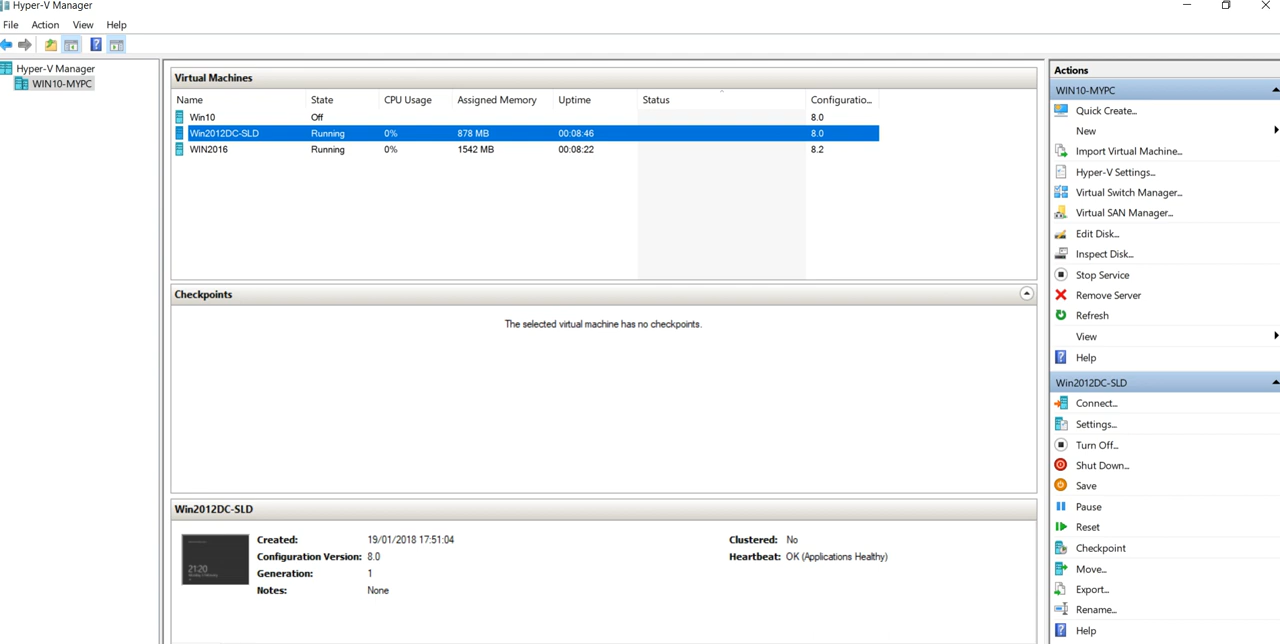 Hyper-V Manager
File Action View Help
Hyper-V Manager
WIN10-MYPC
Virtual Machines
Name State CPU Usage Assigned Memory Uptime Status Configuratio...
Win10 Off 8.0
Win2012DC-SLD Running 0% 878 MB 00:08:46 8.0
WIN2016 Running 0% 1542 MB 00:08:22 8.2
Checkpoints
The selected virtual machine has no checkpoints.
Win2012DC-SLD
21:20
Created: 19/01/2018 17:51:04
Configuration Version: 8.0
Generation: 1
Notes: None
Clustered: No
Heartbeat: OK (Applications Healthy)
Actions
WIN10-MYPC
Quick Create...
New
Import Virtual Machine...
Hyper-V Settings...
Virtual Switch Manager...
Virtual SAN Manager...
Edit Disk...
Inspect Disk...
Stop Service
Remove Server
Refresh
View
Help
Win2012DC-SLD
Connect...
Settings...
Turn Off...
Shut Down...
Save
Pause
Reset
Checkpoint
Move...
Export...
Rename...
Help